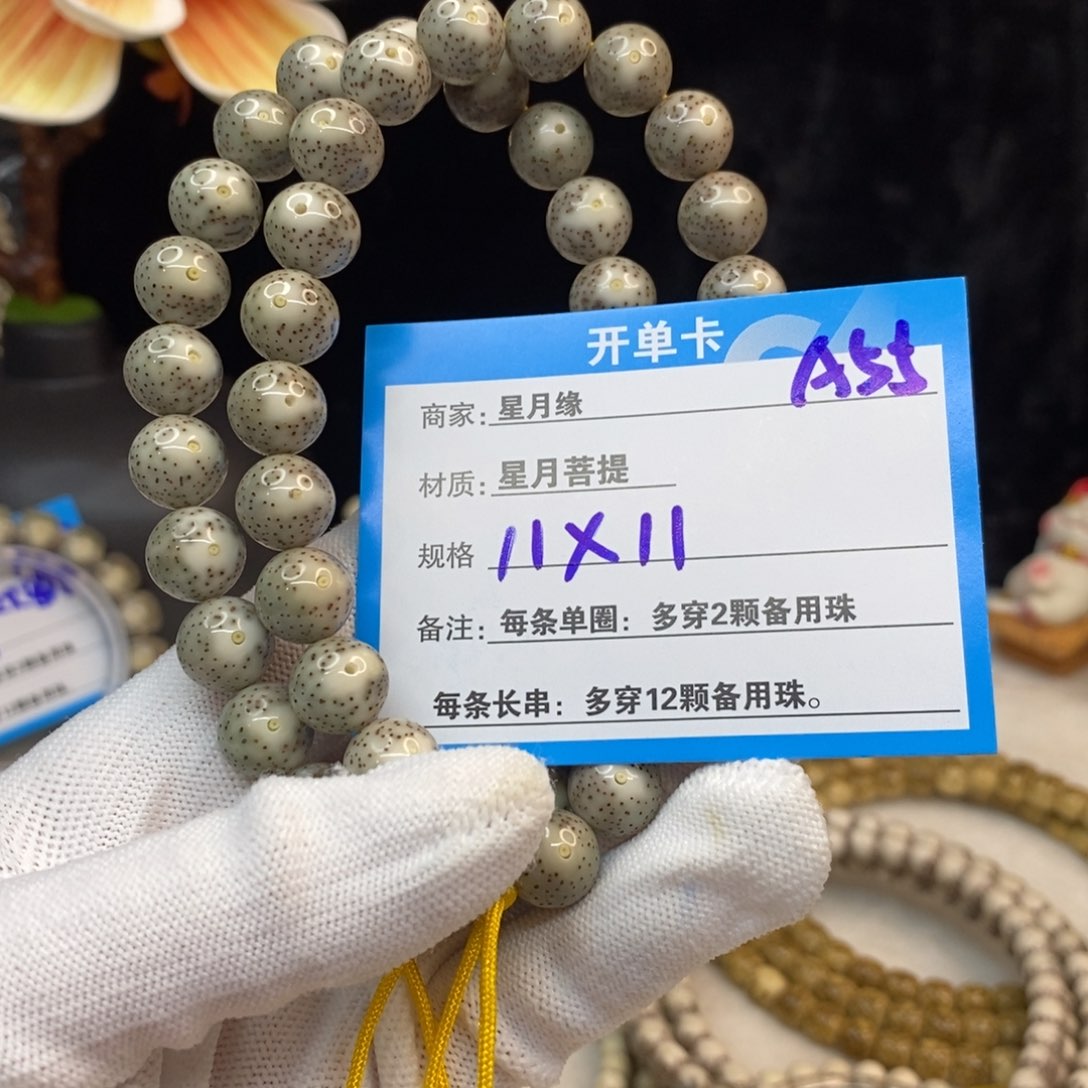 开单卡
A55
商家：星月缘
材质：星月菩提
规格 11X11
备注：每条单圈：多穿2颗备用珠
每条长串：多穿12颗备用珠。